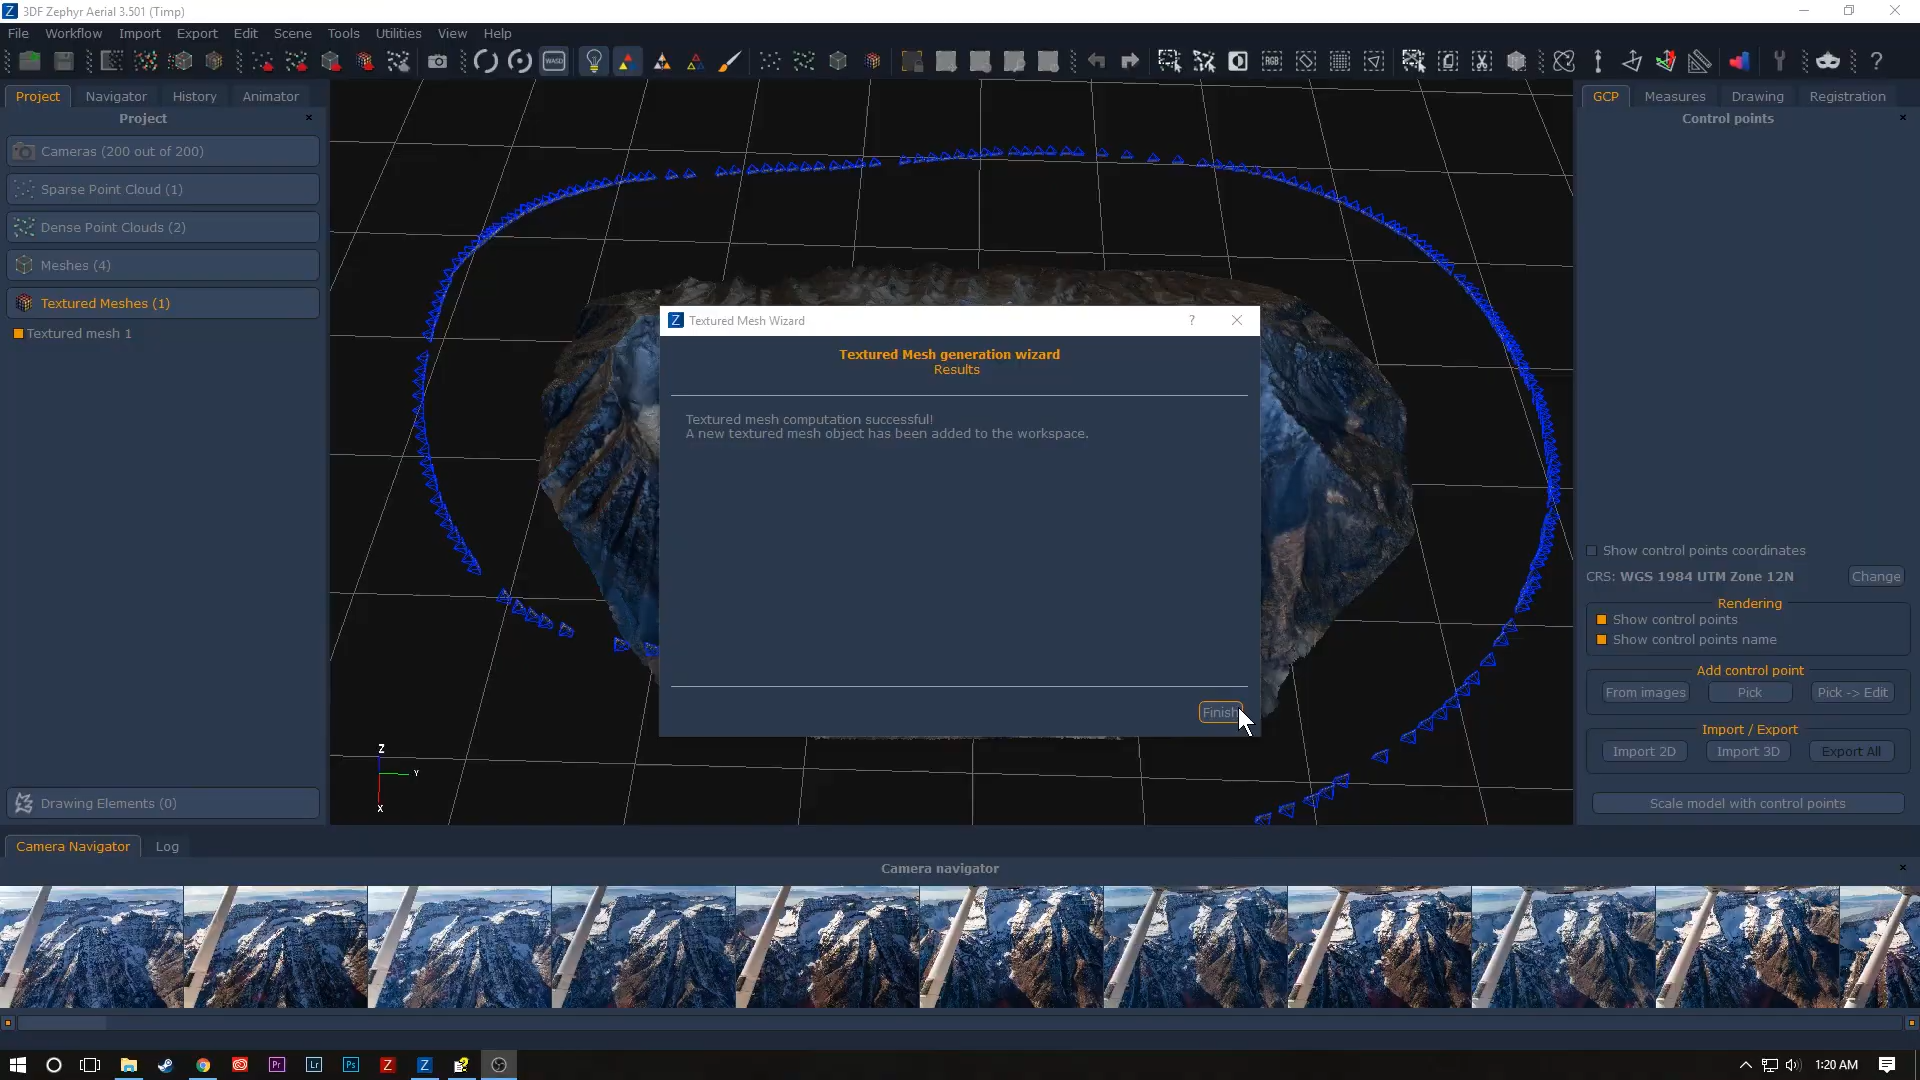 3DF Zephyr Aerial 3.501 (Timp)
File Workflow Import Export Edit Scene Tools Utilities View Help
WASD
RGB
Project Navigator History Animator
Project
Cameras (200 out of 200)
Sparse Point Cloud (1)
Dense Point Clouds (2)
Meshes (4)
Textured Meshes (1)
Textured mesh 1
Drawing Elements (0)
Textured Mesh Wizard
Textured Mesh generation wizard
Results
Textured mesh computation successful!
A new textured mesh object has been added to the workspace.
Finish
Z
Y
X
GCP Measures Drawing Registration
Control points
Show control points coordinates
CRS: WGS 1984 UTM Zone 12N Change
Rendering
Show control points
Show control points name
Add control point
From images Pick Pick -> Edit
Import / Export
Import 2D Import 3D Export All
Scale model with control points
Camera Navigator Log
Camera navigator
Pr Lr Ps Z Z
1:20 AM